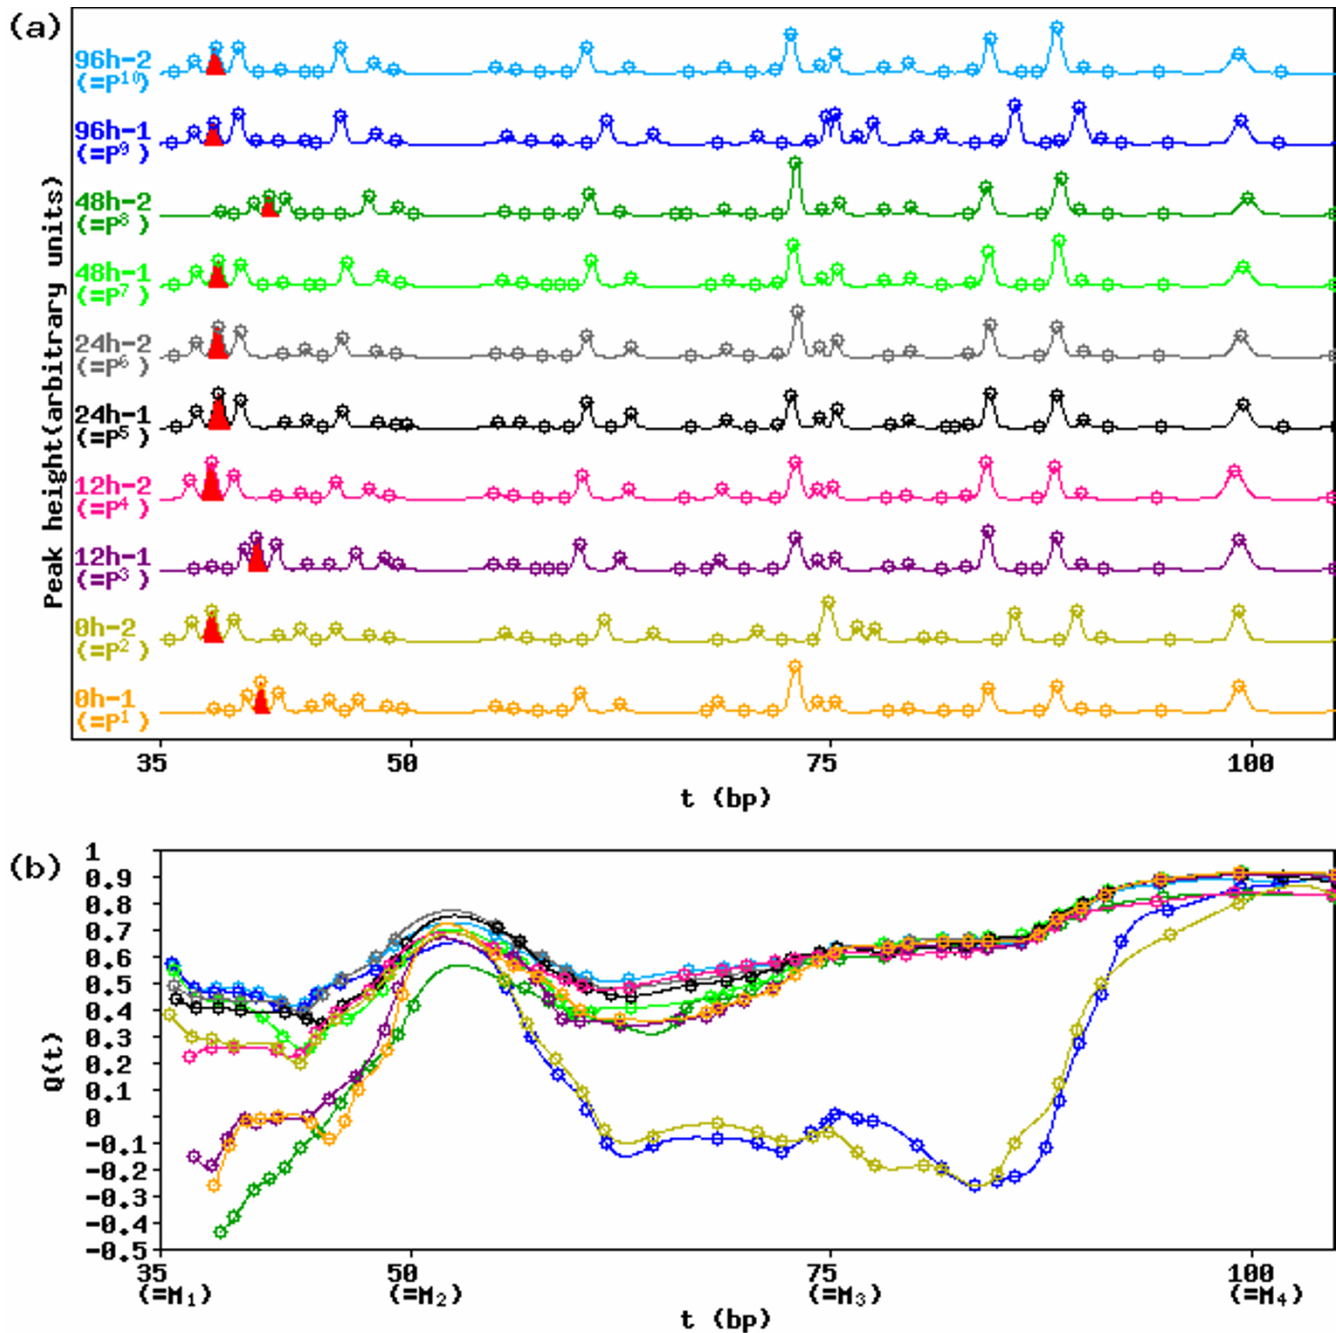 (a)
96h-2
(=P¹⁰)
96h-1
(=P⁹)
48h-2
(=P⁸)
48h-1
(=P⁷)
24h-2
(=P⁶)
24h-1
(=P⁵)
12h-2
(=P⁴)
12h-1
(=P³)
0h-2
(=P²)
0h-1
(=P¹)
Peak height(arbitrary units)
35 50 75 100
t (bp)
(b)
1
0.9
0.8
0.7
0.6
0.5
0.4
0.3
0.2
0.1
0
-0.1
-0.2
-0.3
-0.4
-0.5
Q(t)
35 50 75 100
(=M₁) (=M₂) (=M₃) (=M₄)
t (bp)